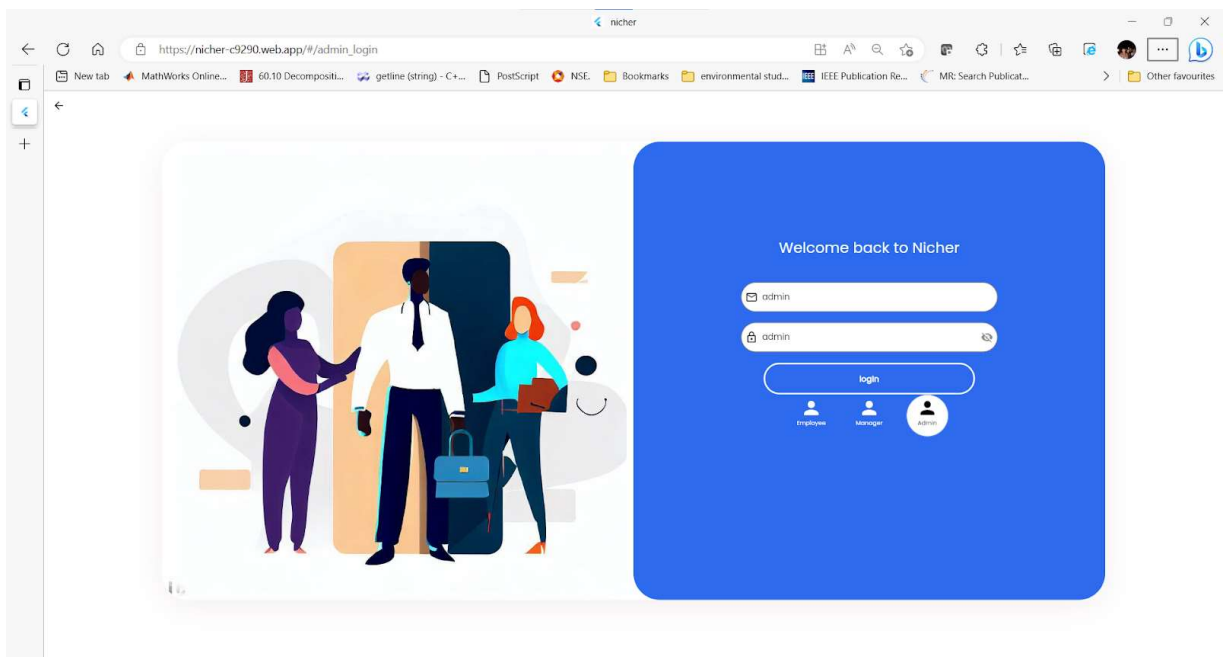 nicher
https://nicher-c9290.web.app/#/admin_login
New tab MathWorks Online... 60.10 Decompositi... getline (string) - C+... PostScript NSE. Bookmarks environmental stud... IEEE IEEE Publication Re... MR: Search Publicat... Other favourites
Welcome back to Nicher
admin
admin
login
Employee Manager Admin